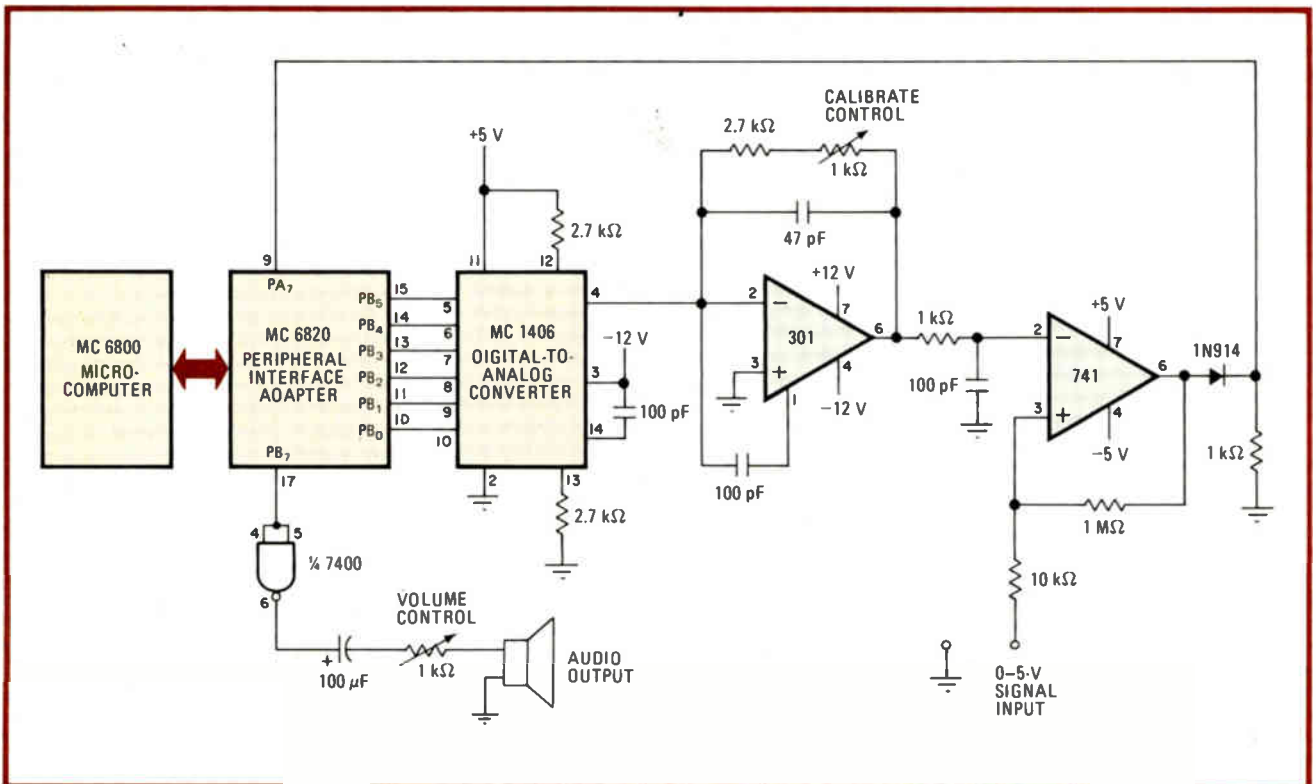 CALIBRATE
CONTROL
2.7 kΩ
1 kΩ
+5 V
2.7 kΩ
47 pF
9
11
12
+12 V
PA7
15
PB5
5
4
2
−
7
1 kΩ
+5 V
14
PB4
6
−12 V
301
6
2
−
7
1N914
MC 6800
MICRO-
COMPUTER
MC 6820
PERIPHERAL
INTERFACE
AOAPTER
13
PB3
7
MC 1406
OIGITAL-TO-
ANALOG
CONVERTER
3
3
+
4
100 pF
741
6
12
PB2
8
1
−12 V
3
+
4
11
PB1
9
100 pF
−5 V
10
PB0
10
14
1 kΩ
PB7
2
13
100 pF
17
2.7 kΩ
1 MΩ
4
5
¼ 7400
10 kΩ
6
VOLUME
CONTROL
+
100 µF
1 kΩ
AUDIO
OUTPUT
0–5-V
SIGNAL
INPUT